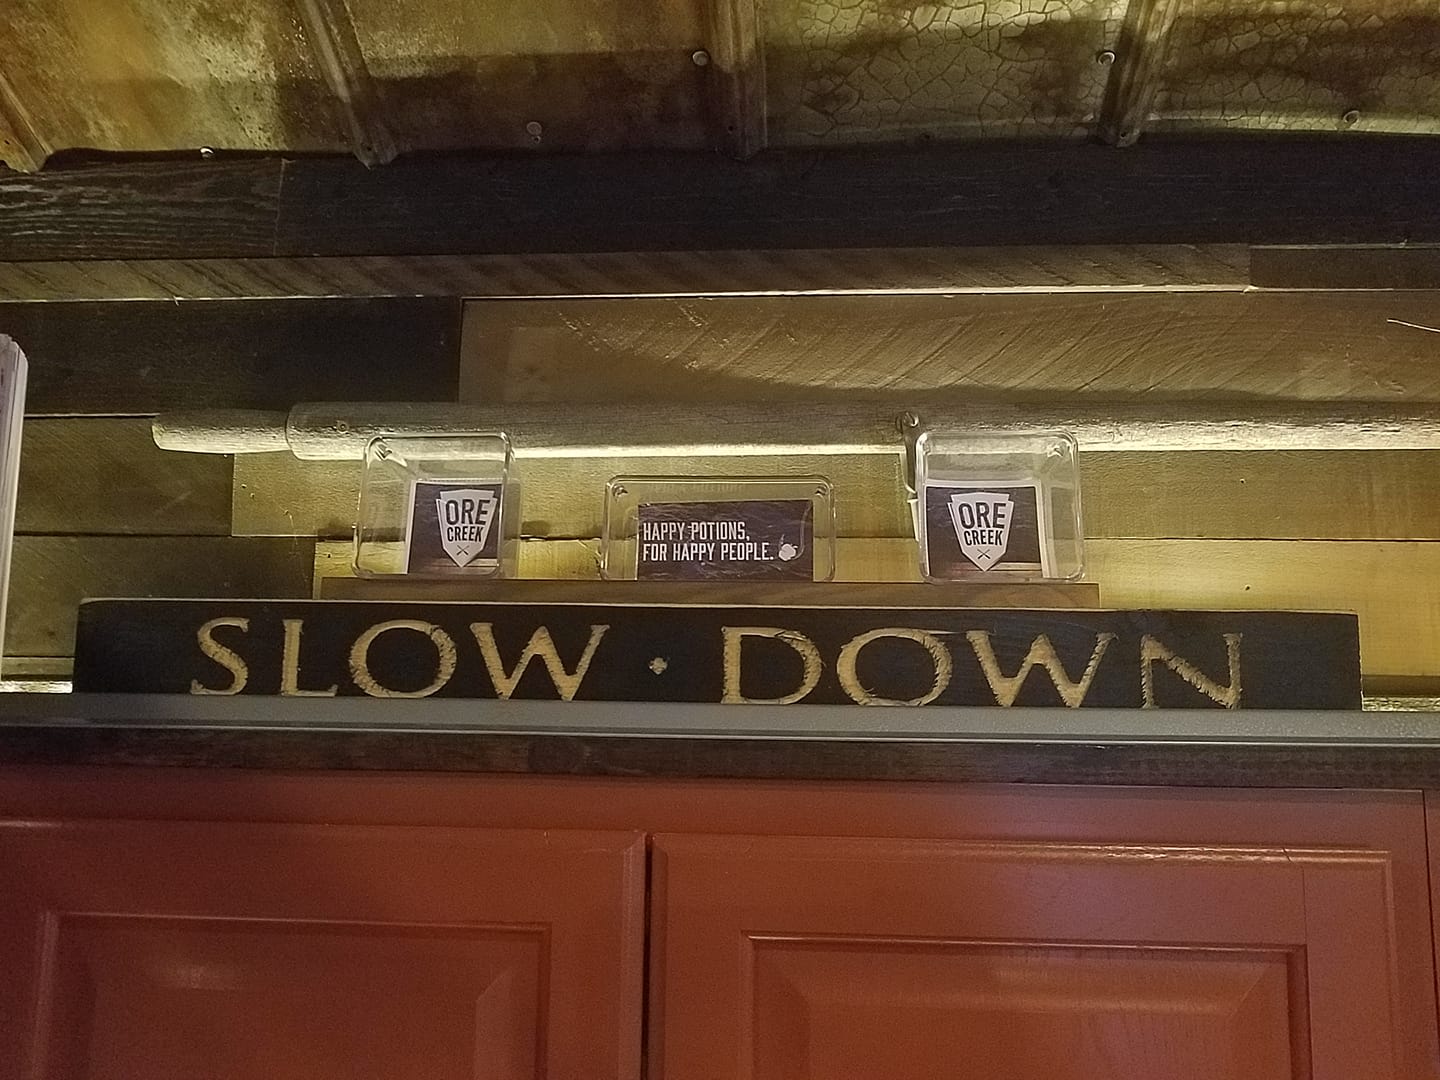 ORE
CREEK
HAPPY POTIONS,
FOR HAPPY PEOPLE.
ORE
CREEK
SLOW · DOWN